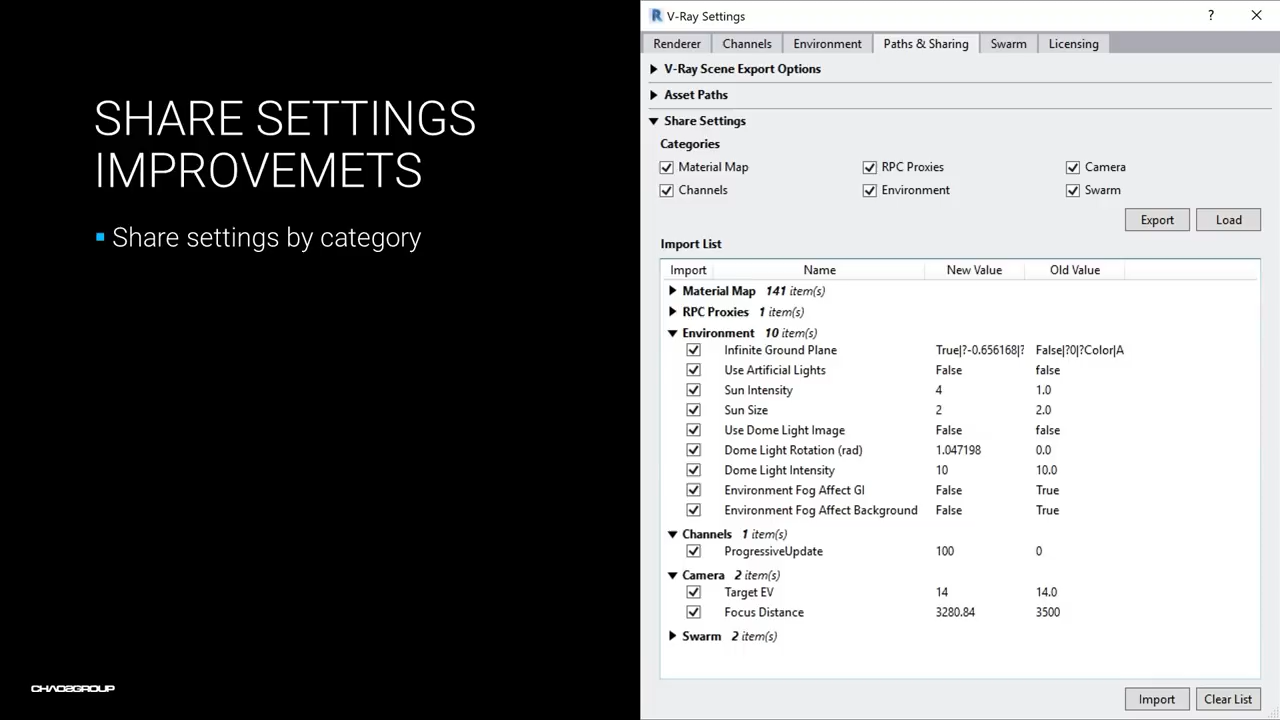 SHARE SETTINGS
IMPROVEMETS
Share settings by category
CHAOSGROUP
V-Ray Settings
?
Renderer Channels Environment Paths & Sharing Swarm Licensing
V-Ray Scene Export Options
Asset Paths
Share Settings
Categories
Material Map RPC Proxies Camera
Channels Environment Swarm
Export Load
Import List
Import Name New Value Old Value
Material Map 141 item(s)
RPC Proxies 1 item(s)
Environment 10 item(s)
Infinite Ground Plane True|?-0.656168|? False|?0|?Color|A
Use Artificial Lights False false
Sun Intensity 4 1.0
Sun Size 2 2.0
Use Dome Light Image False false
Dome Light Rotation (rad) 1.047198 0.0
Dome Light Intensity 10 10.0
Environment Fog Affect GI False True
Environment Fog Affect Background False True
Channels 1 item(s)
ProgressiveUpdate 100 0
Camera 2 item(s)
Target EV 14 14.0
Focus Distance 3280.84 3500
Swarm 2 item(s)
Import Clear List